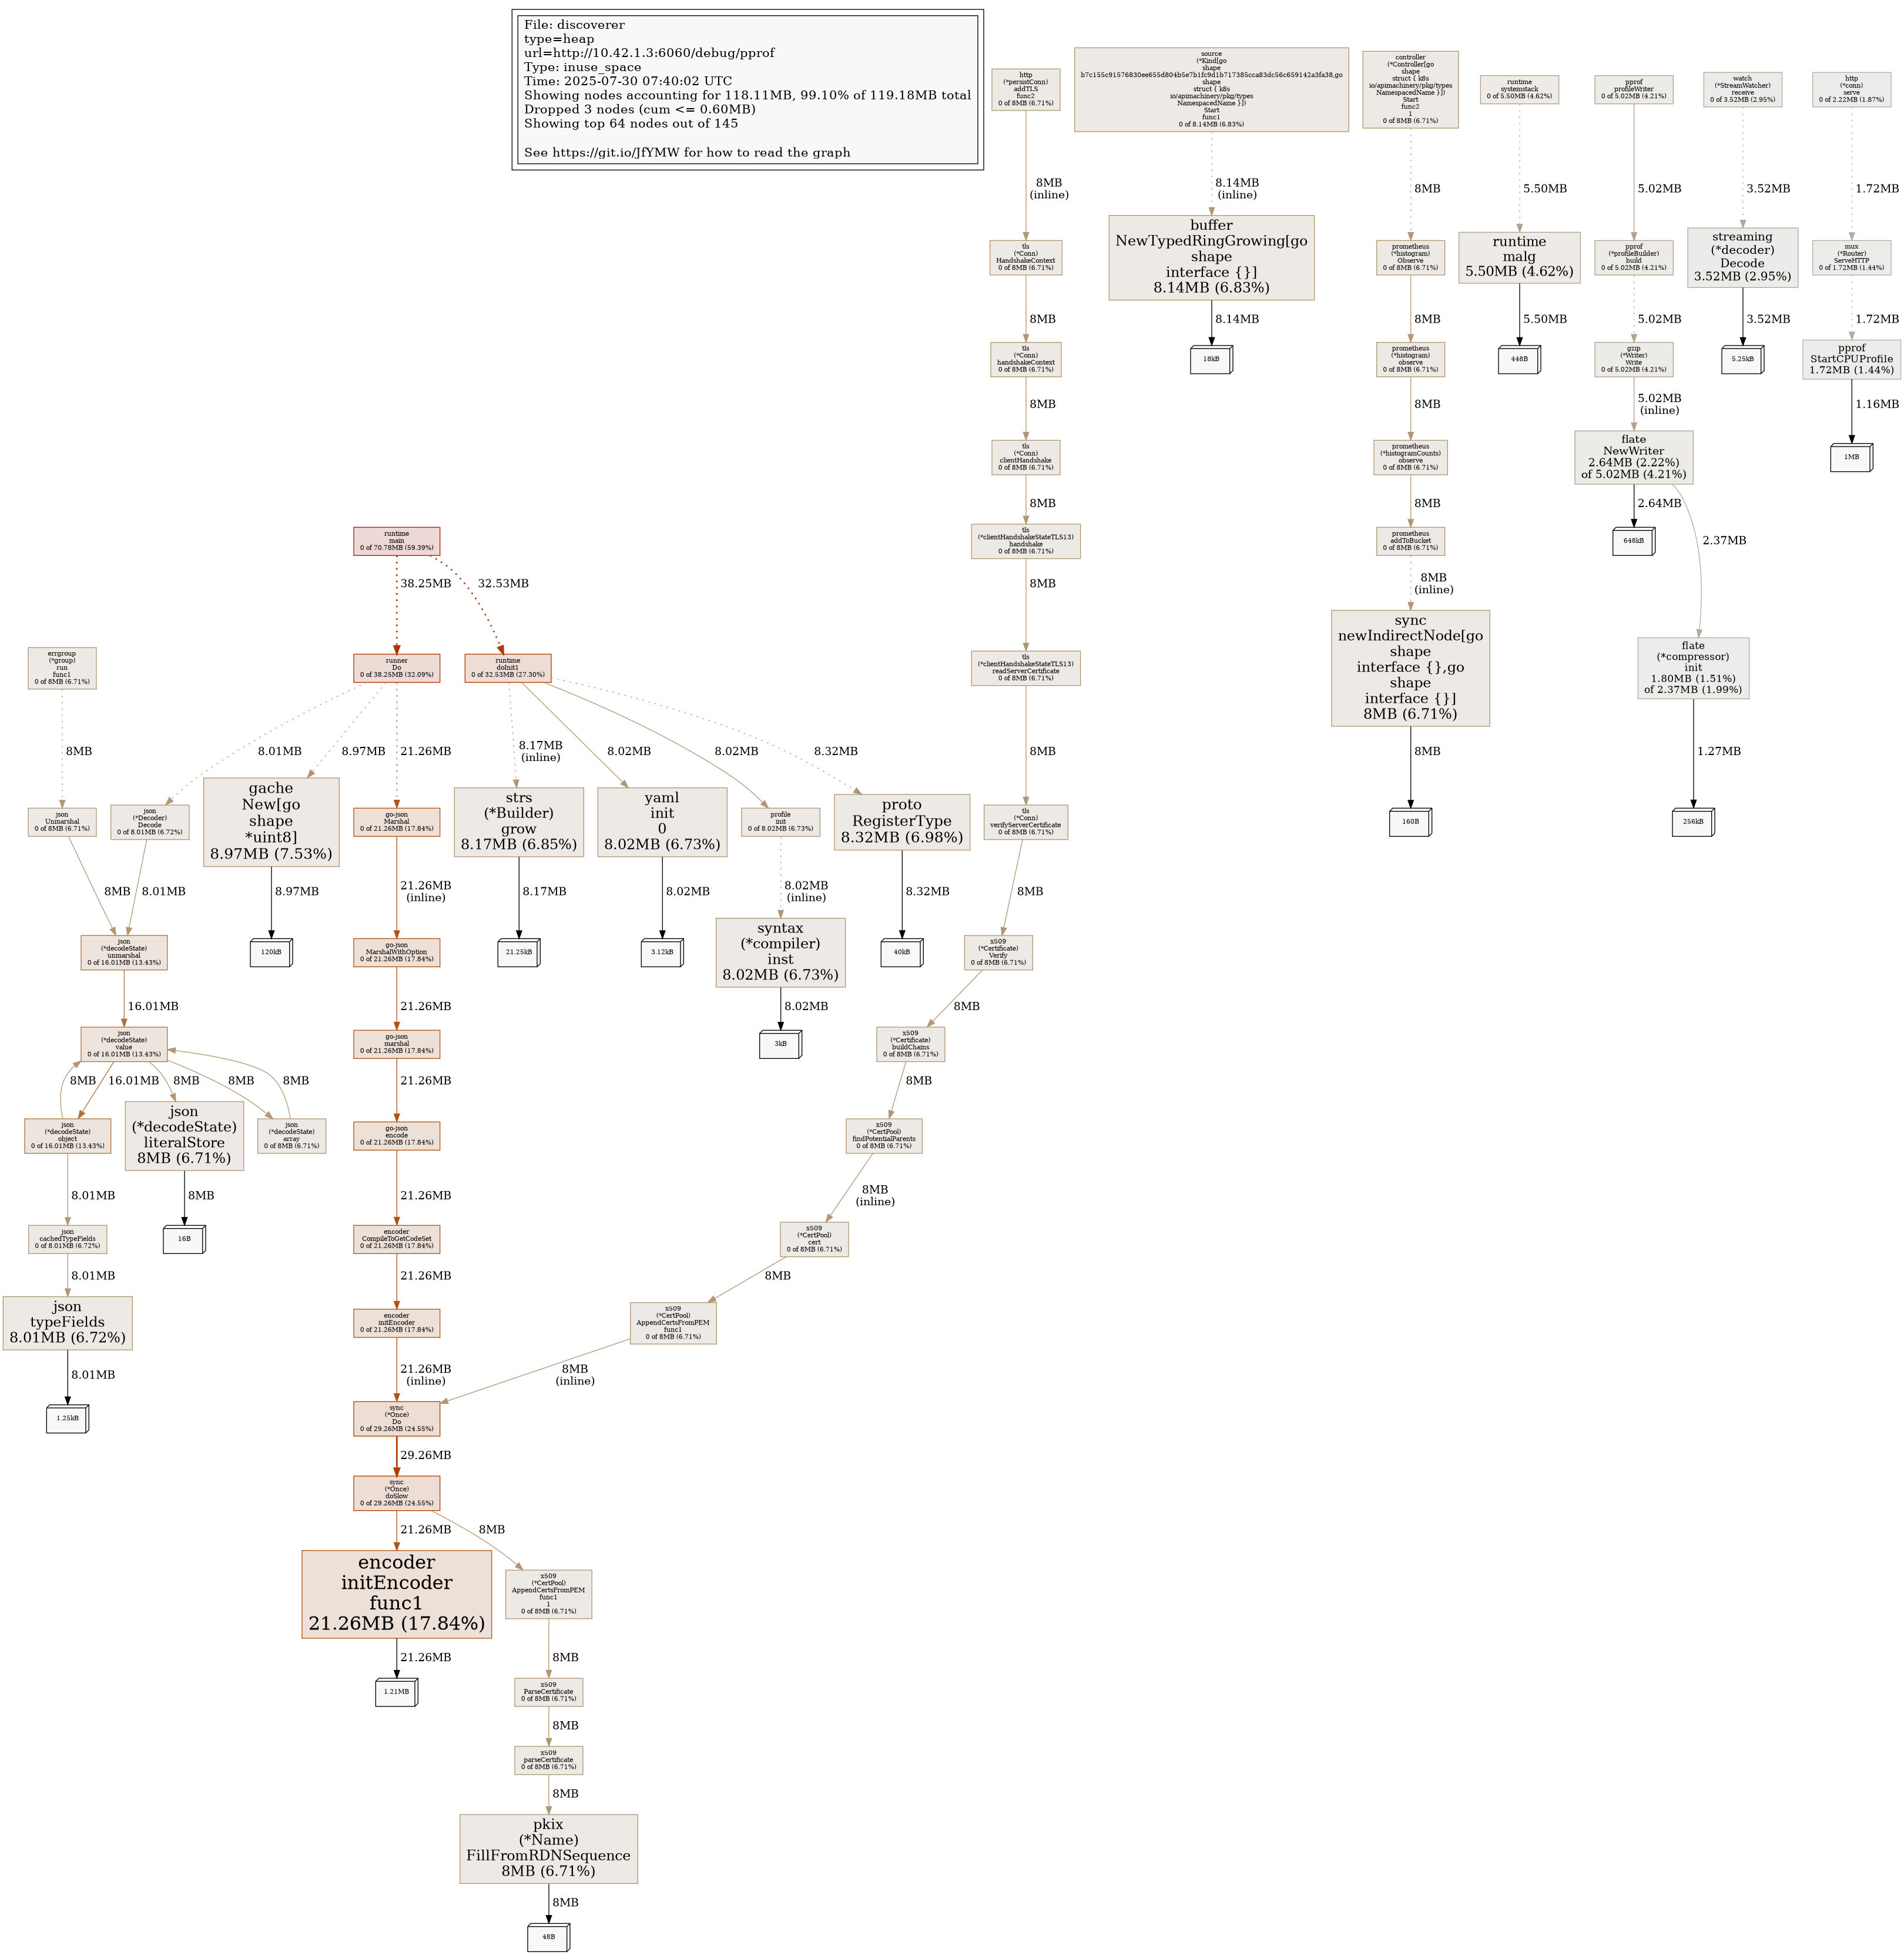 File: discoverer
type=heap
url=http://10.42.1.3:6060/debug/pprof
Type: inuse_space
Time: 2025-07-30 07:40:02 UTC
Showing nodes accounting for 118.11MB, 99.10% of 119.18MB total
Dropped 3 nodes (cum <= 0.60MB)
Showing top 64 nodes out of 145
See https://git.io/JfYMW for how to read the graph
http
(*persistConn)
addTLS
func2
0 of 8MB (6.71%)
source
(*Kind[go
shape
b7c155c91576830ee655d804b5e7b1fc9d1b717385cca83dc56c659142a3fa38,go
shape
struct { k8s
io/apimachinery/pkg/types
NamespacedName }])
Start
func1
0 of 8.14MB (6.83%)
controller
(*Controller[go
shape
struct { k8s
io/apimachinery/pkg/types
NamespacedName }])
Start
func2
1
0 of 8MB (6.71%)
runtime
systemstack
0 of 5.50MB (4.62%)
pprof
profileWriter
0 of 5.02MB (4.21%)
watch
(*StreamWatcher)
receive
0 of 3.52MB (2.95%)
http
(*conn)
serve
0 of 2.22MB (1.87%)
8MB
(inline)
8.14MB
(inline)
8MB
5.50MB
5.02MB
3.52MB
1.72MB
tls
(*Conn)
HandshakeContext
0 of 8MB (6.71%)
buffer
NewTypedRingGrowing[go
shape
interface {}]
8.14MB (6.83%)
prometheus
(*histogram)
Observe
0 of 8MB (6.71%)
runtime
malg
5.50MB (4.62%)
pprof
(*profileBuilder)
build
0 of 5.02MB (4.21%)
streaming
(*decoder)
Decode
3.52MB (2.95%)
mux
(*Router)
ServeHTTP
0 of 1.72MB (1.44%)
8MB
8.14MB
8MB
5.50MB
5.02MB
3.52MB
1.72MB
tls
(*Conn)
handshakeContext
0 of 8MB (6.71%)
18kB
prometheus
(*histogram)
observe
0 of 8MB (6.71%)
448B
gzip
(*Writer)
Write
0 of 5.02MB (4.21%)
5.25kB
pprof
StartCPUProfile
1.72MB (1.44%)
8MB
8MB
5.02MB
(inline)
1.16MB
tls
(*Conn)
clientHandshake
0 of 8MB (6.71%)
prometheus
(*histogramCounts)
observe
0 of 8MB (6.71%)
flate
NewWriter
2.64MB (2.22%)
of 5.02MB (4.21%)
1MB
8MB
8MB
2.64MB
2.37MB
runtime
main
0 of 70.78MB (59.39%)
tls
(*clientHandshakeStateTLS13)
handshake
0 of 8MB (6.71%)
prometheus
addToBucket
0 of 8MB (6.71%)
648kB
38.25MB
32.53MB
8MB
8MB
(inline)
errgroup
(*group)
run
func1
0 of 8MB (6.71%)
runner
Do
0 of 38.25MB (32.09%)
runtime
doInit1
0 of 32.53MB (27.30%)
tls
(*clientHandshakeStateTLS13)
readServerCertificate
0 of 8MB (6.71%)
sync
newIndirectNode[go
shape
interface {},go
shape
interface {}]
8MB (6.71%)
flate
(*compressor)
init
1.80MB (1.51%)
of 2.37MB (1.99%)
8MB
8.01MB
8.97MB
21.26MB
8.17MB
(inline)
8.02MB
8.02MB
8.32MB
8MB
8MB
1.27MB
json
Unmarshal
0 of 8MB (6.71%)
json
(*Decoder)
Decode
0 of 8.01MB (6.72%)
gache
New[go
shape
*uint8]
8.97MB (7.53%)
go-json
Marshal
0 of 21.26MB (17.84%)
strs
(*Builder)
grow
8.17MB (6.85%)
yaml
init
0
8.02MB (6.73%)
profile
init
0 of 8.02MB (6.73%)
proto
RegisterType
8.32MB (6.98%)
tls
(*Conn)
verifyServerCertificate
0 of 8MB (6.71%)
160B
256kB
8MB
8.01MB
8.97MB
21.26MB
(inline)
8.17MB
8.02MB
8.02MB
(inline)
8.32MB
8MB
json
(*decodeState)
unmarshal
0 of 16.01MB (13.43%)
120kB
go-json
MarshalWithOption
0 of 21.26MB (17.84%)
21.25kB
3.12kB
syntax
(*compiler)
inst
8.02MB (6.73%)
40kB
x509
(*Certificate)
Verify
0 of 8MB (6.71%)
16.01MB
21.26MB
8.02MB
8MB
json
(*decodeState)
value
0 of 16.01MB (13.43%)
go-json
marshal
0 of 21.26MB (17.84%)
3kB
x509
(*Certificate)
buildChains
0 of 8MB (6.71%)
8MB
16.01MB
8MB
8MB
8MB
21.26MB
8MB
json
(*decodeState)
object
0 of 16.01MB (13.43%)
json
(*decodeState)
literalStore
8MB (6.71%)
json
(*decodeState)
array
0 of 8MB (6.71%)
go-json
encode
0 of 21.26MB (17.84%)
x509
(*CertPool)
findPotentialParents
0 of 8MB (6.71%)
8.01MB
8MB
21.26MB
8MB
(inline)
json
cachedTypeFields
0 of 8.01MB (6.72%)
16B
encoder
CompileToGetCodeSet
0 of 21.26MB (17.84%)
x509
(*CertPool)
cert
0 of 8MB (6.71%)
8.01MB
21.26MB
8MB
json
typeFields
8.01MB (6.72%)
encoder
initEncoder
0 of 21.26MB (17.84%)
x509
(*CertPool)
AppendCertsFromPEM
func1
0 of 8MB (6.71%)
8.01MB
21.26MB
(inline)
8MB
(inline)
1.25kB
sync
(*Once)
Do
0 of 29.26MB (24.55%)
29.26MB
sync
(*Once)
doSlow
0 of 29.26MB (24.55%)
21.26MB
8MB
encoder
initEncoder
func1
21.26MB (17.84%)
x509
(*CertPool)
AppendCertsFromPEM
func1
1
0 of 8MB (6.71%)
21.26MB
8MB
1.21MB
x509
ParseCertificate
0 of 8MB (6.71%)
8MB
x509
parseCertificate
0 of 8MB (6.71%)
8MB
pkix
(*Name)
FillFromRDNSequence
8MB (6.71%)
8MB
48B